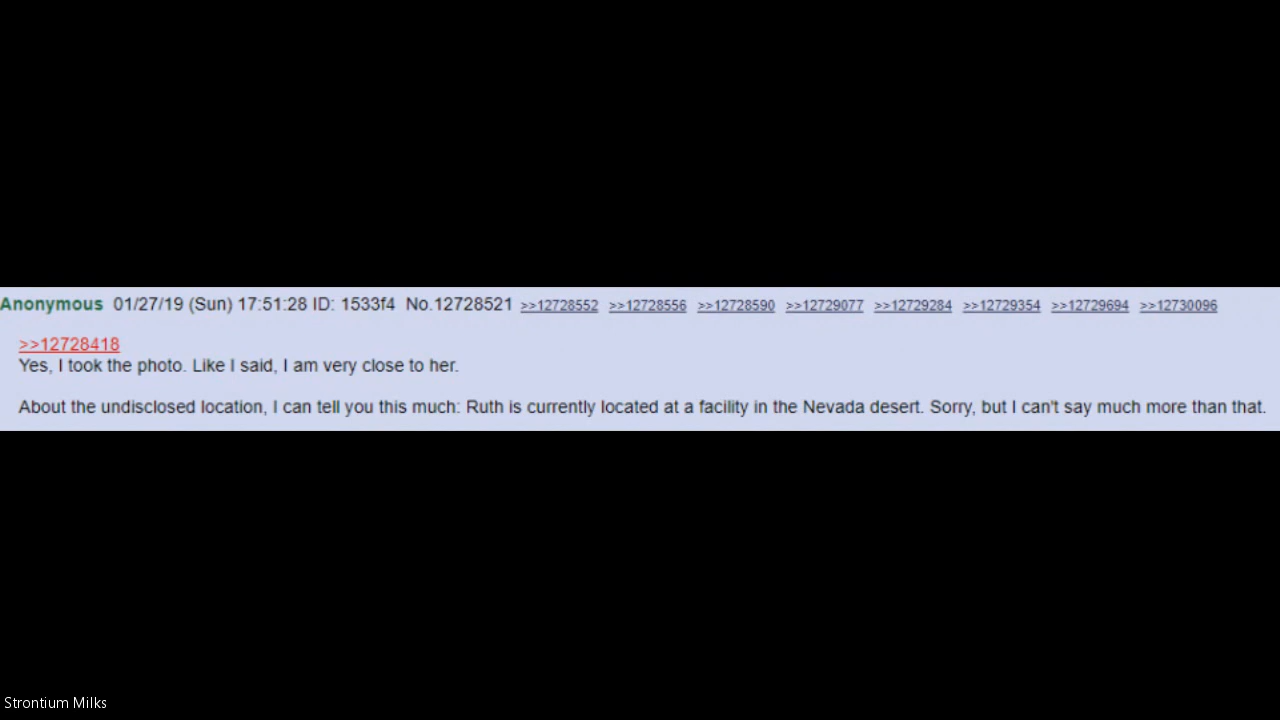 Anonymous 01/27/19 (Sun) 17:51:28 ID: 1533f4 No.12728521 >>12728552 >>12728556 >>12728590 >>12729077 >>12729284 >>12729354 >>12729694 >>12730096
>>12728418
Yes, I took the photo. Like I said, I am very close to her.
About the undisclosed location, I can tell you this much: Ruth is currently located at a facility in the Nevada desert. Sorry, but I can't say much more than that.
Strontium Milks